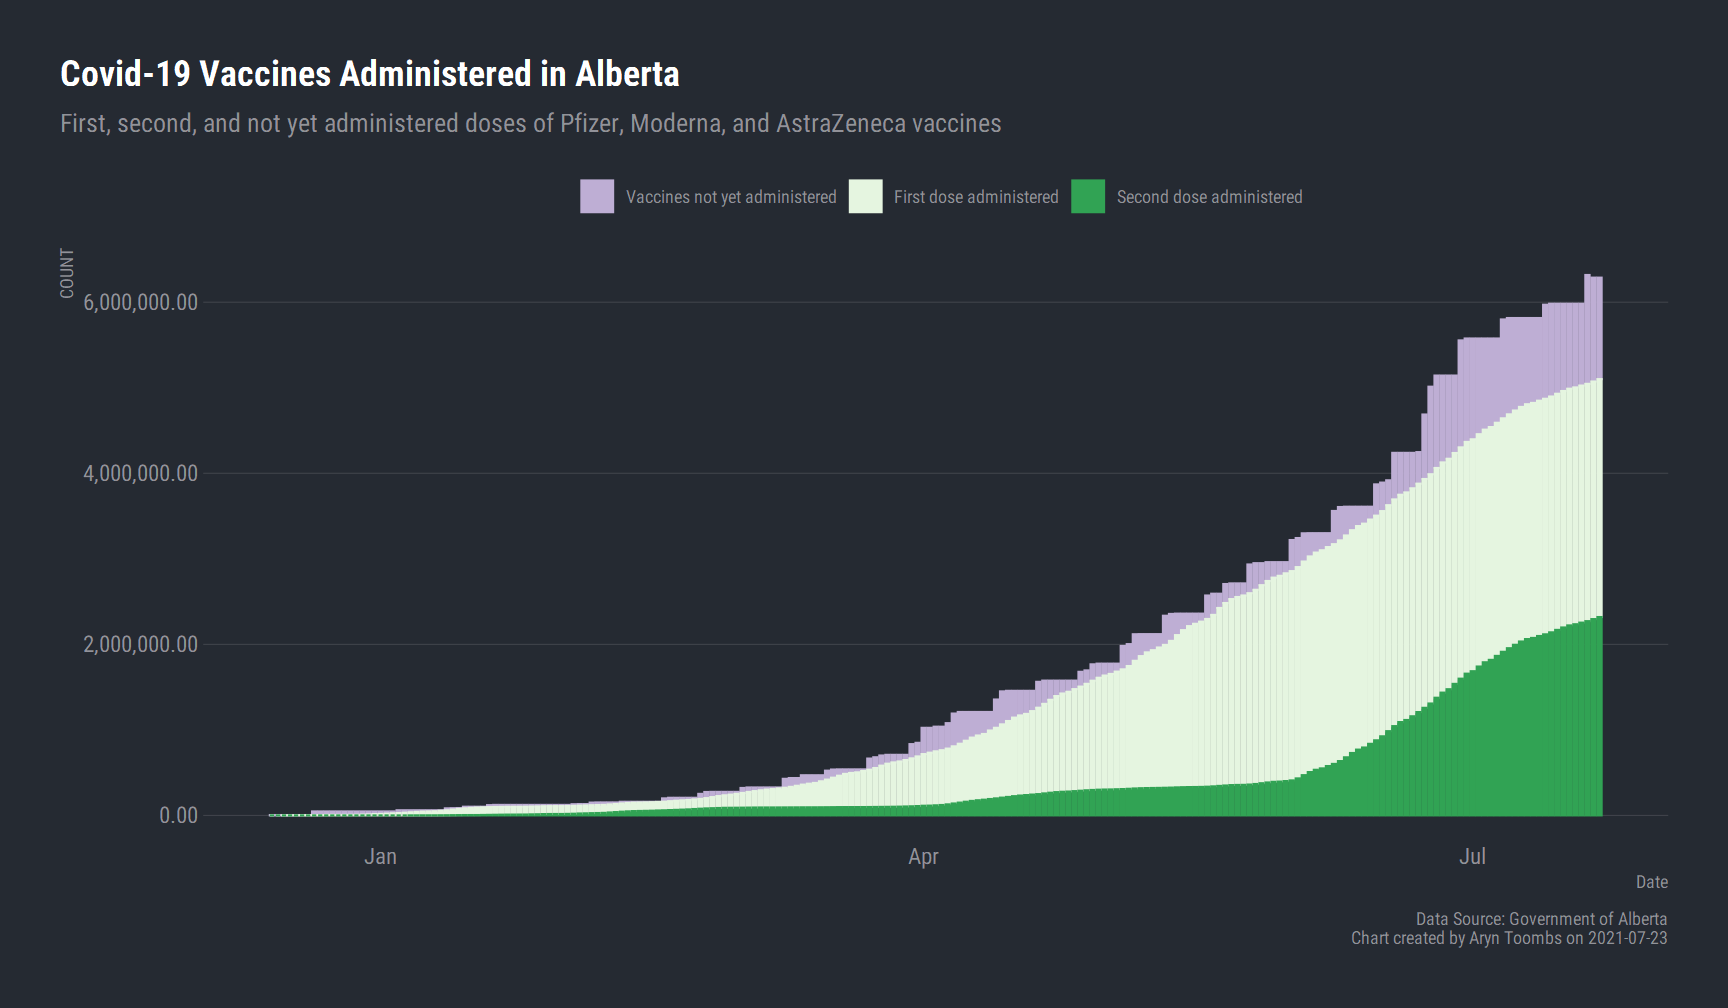 Covid-19 Vaccines Administered in Alberta
First, second, and not yet administered doses of Pfizer, Moderna, and AstraZeneca vaccines
Vaccines not yet administered
First dose administered
Second dose administered
COUNT
6,000,000.00
4,000,000.00
2,000,000.00
0.00
Jan
Apr
Jul
Date
Data Source: Government of Alberta
Chart created by Aryn Toombs on 2021-07-23